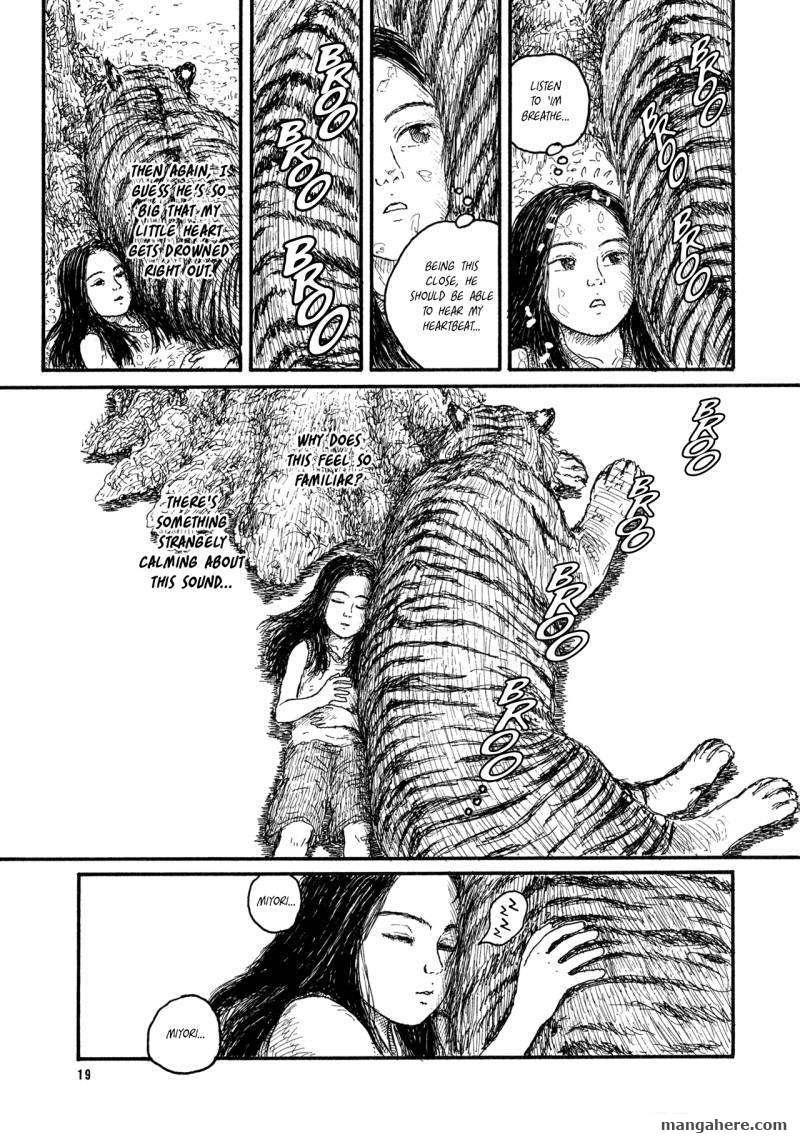 LISTEN
TO 'IM
BREATHE...
BROO
BROO
BROO
BEING THIS
CLOSE, HE
SHOULD BE ABLE
TO HEAR MY
HEARTBEAT...
BROO
BROO
BROO
THEN AGAIN, I
GUESS HE'S SO
BIG THAT MY
LITTLE HEART
GETS DROWNED
RIGHT OUT.
BROO
BROO
BROO
BROO
WHY DOES
THIS FEEL SO
FAMILIAR?
THERE'S
SOMETHING
STRANGELY
CALMING ABOUT
THIS SOUND...
ZZZZ
MIYORI...
MIYORI...
19
mangahere.com